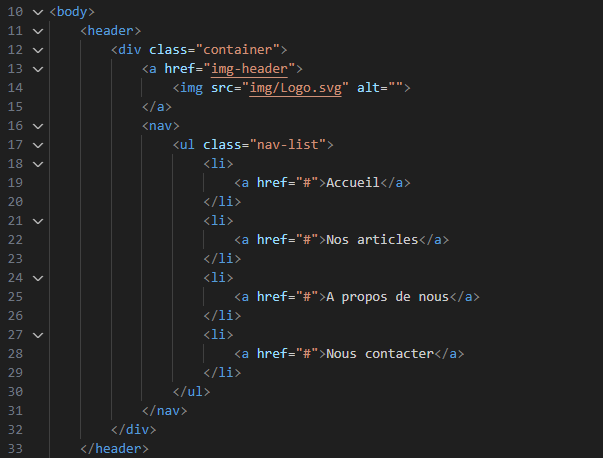 10 <body>
11 <header>
12 <div class="container">
13 <a href="img-header">
14 <img src="img/Logo.svg" alt="">
15 </a>
16 <nav>
17 <ul class="nav-list">
18 <li>
19 <a href="#">Accueil</a>
20 </li>
21 <li>
22 <a href="#">Nos articles</a>
23 </li>
24 <li>
25 <a href="#">A propos de nous</a>
26 </li>
27 <li>
28 <a href="#">Nous contacter</a>
29 </li>
30 </ul>
31 </nav>
32 </div>
33 </header>